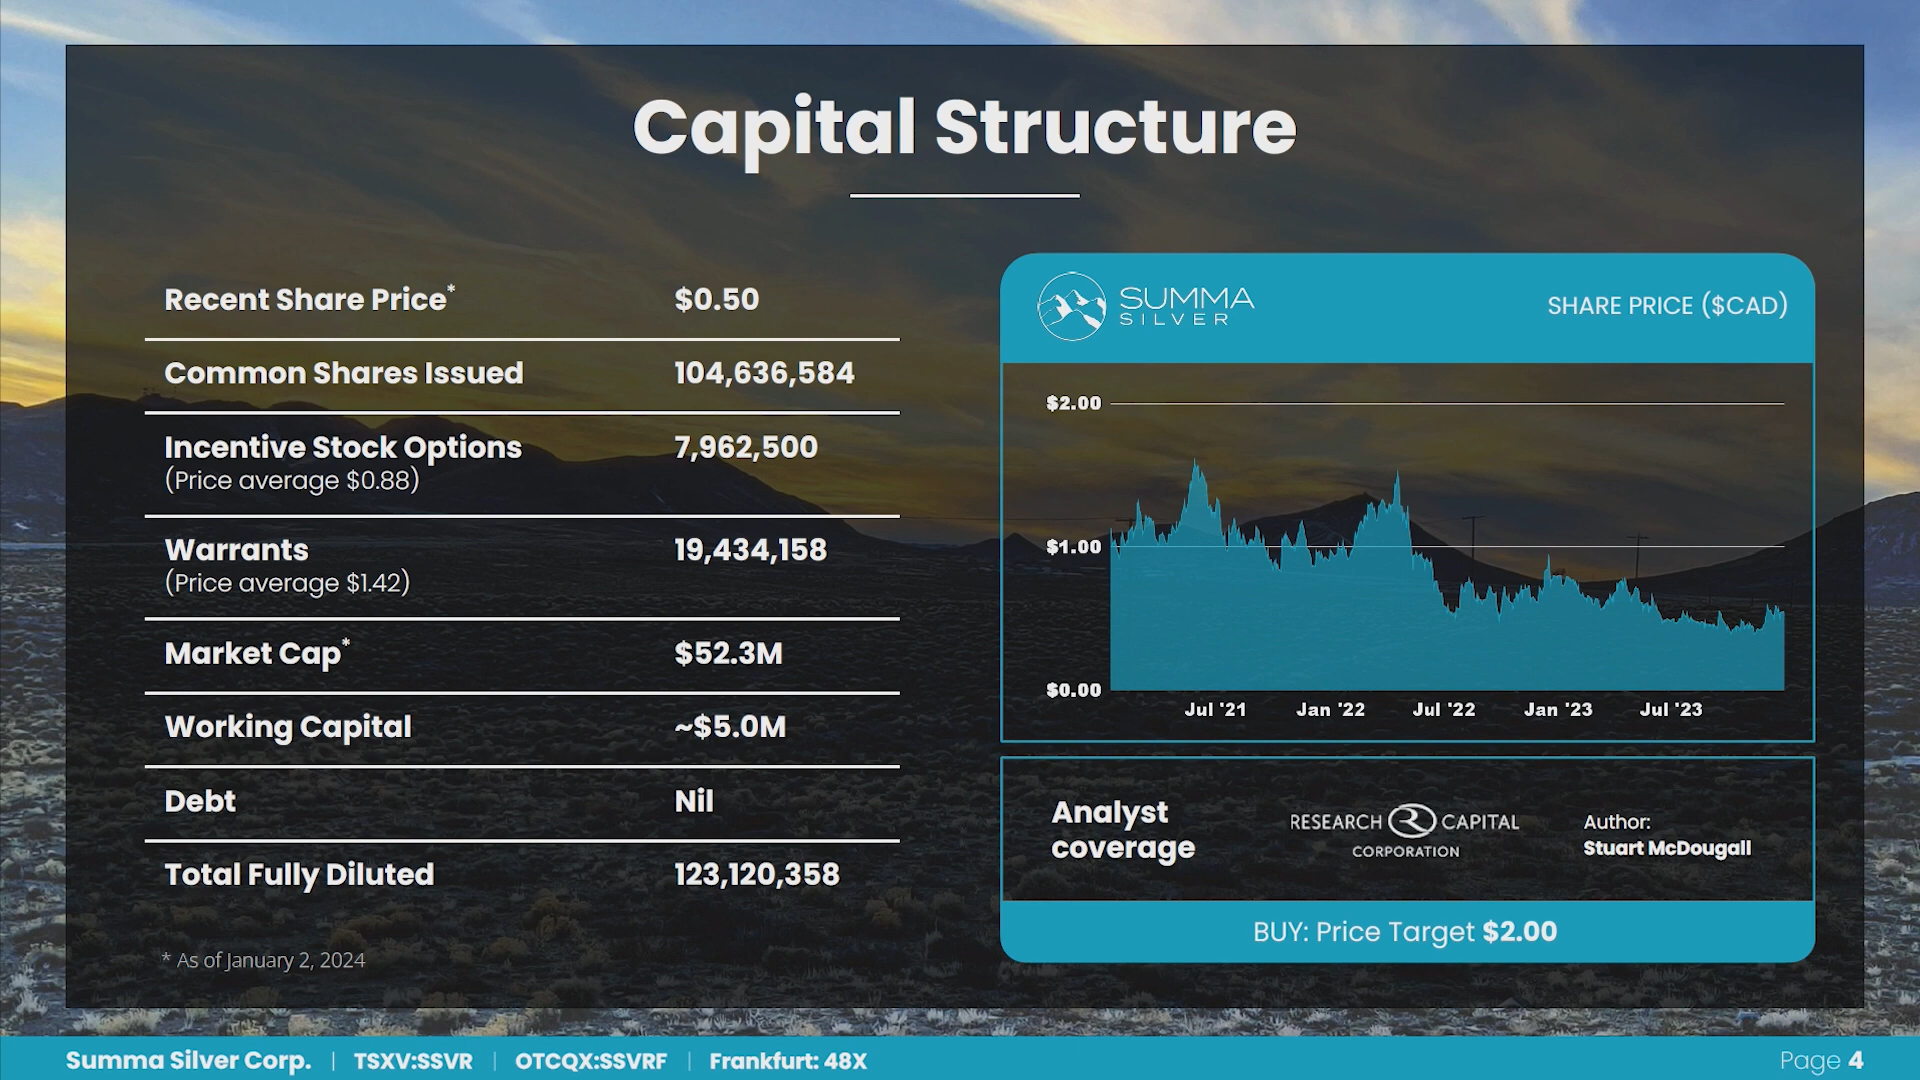 Capital Structure
Recent Share Price* $0.50
Common Shares Issued 104,636,584
Incentive Stock Options 7,962,500
(Price average $0.88)
Warrants 19,434,158
(Price average $1.42)
Market Cap* $52.3M
Working Capital ~$5.0M
Debt Nil
Total Fully Diluted 123,120,358
* As of January 2, 2024
SUMMA
SILVER
SHARE PRICE ($CAD)
$2.00
$1.00
$0.00
Jul '21 Jan '22 Jul '22 Jan '23 Jul '23
Analyst
coverage
RESEARCH R CAPITAL
CORPORATION
Author:
Stuart McDougall
BUY: Price Target $2.00
Summa Silver Corp. | TSXV:SSVR | OTCQX:SSVRF | Frankfurt: 48X
Page 4